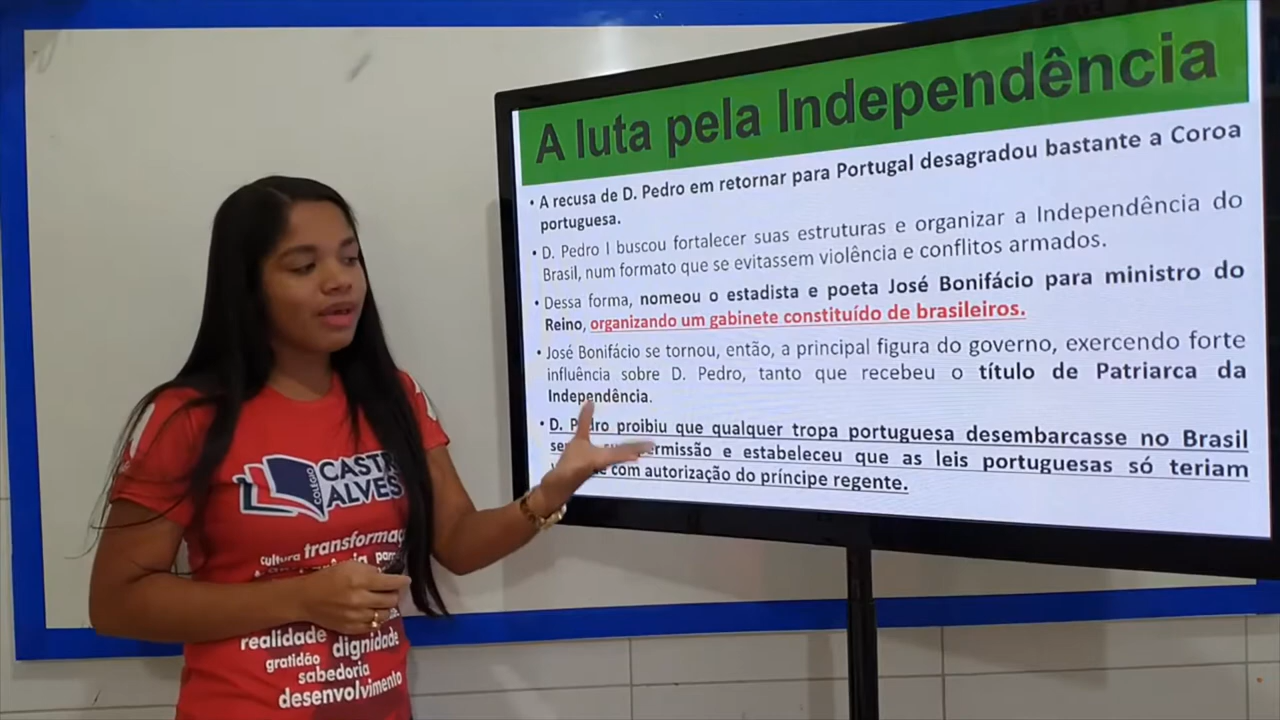 A luta pela Independência
• A recusa de D. Pedro em retornar para Portugal desagradou bastante a Coroa
portuguesa.
• D. Pedro I buscou fortalecer suas estruturas e organizar a Independência do
Brasil, num formato que se evitassem violência e conflitos armados.
• Dessa forma, nomeou o estadista e poeta José Bonifácio para ministro do
Reino, organizando um gabinete constituído de brasileiros.
• José Bonifácio se tornou, então, a principal figura do governo, exercendo forte
influência sobre D. Pedro, tanto que recebeu o título de Patriarca da
Independência.
• D. Pedro proibiu que qualquer tropa portuguesa desembarcasse no Brasil
e estabeleceu que as leis portuguesas só teriam
com autorização do príncipe regente.
COLÉGIO
CASTR
ALVES
cultura transformaç
realidade dignidade
gratidão
sabedoria
desenvolvimento